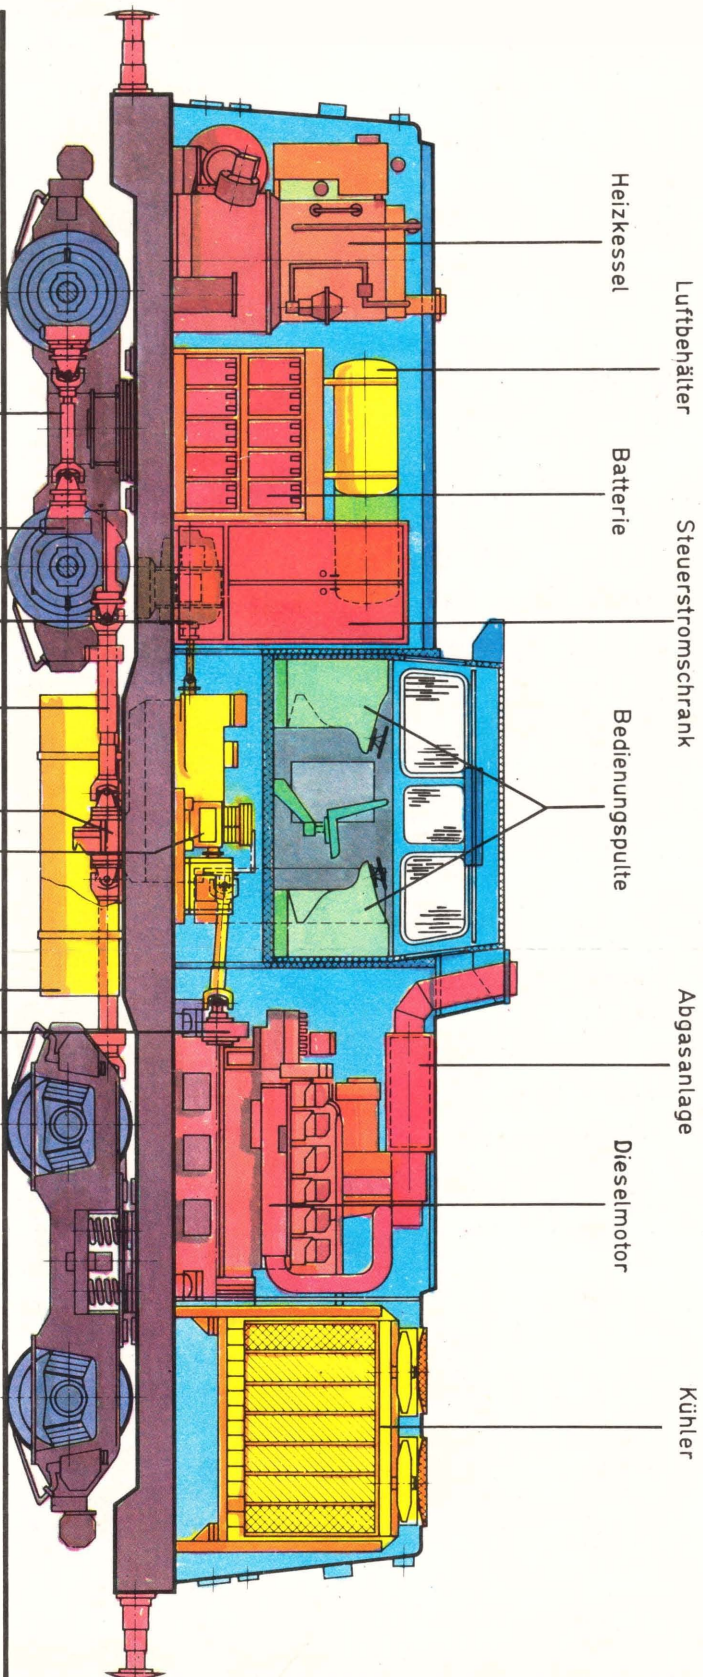 Heizkessel
Luftbehälter
Batterie
Steuerstromschrank
Bedienungspulte
Abgasanlage
Dieselmotor
Kühler